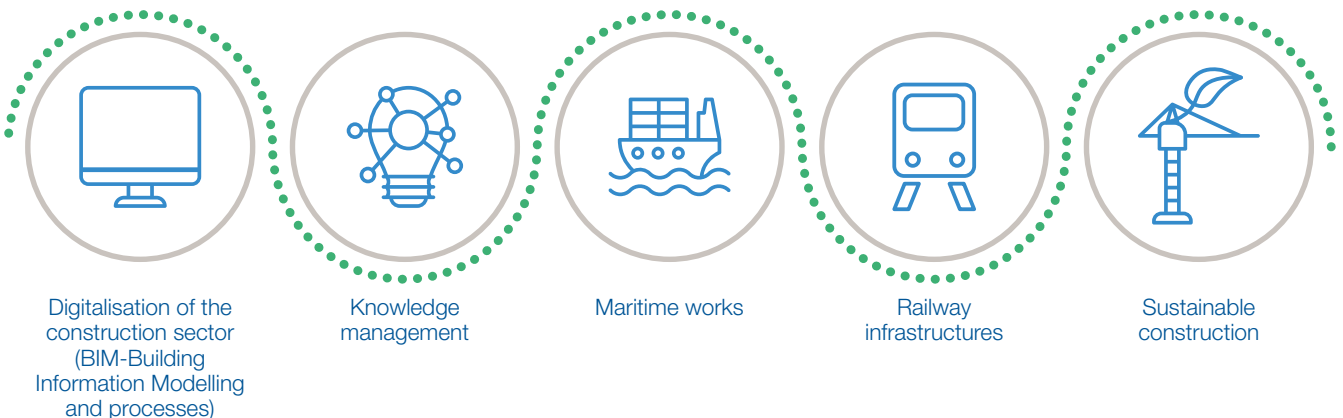 Digitalisation of the
construction sector
(BIM-Building
Information Modelling
and processes)
Knowledge
management
Maritime works
Railway
infrastructures
Sustainable
construction